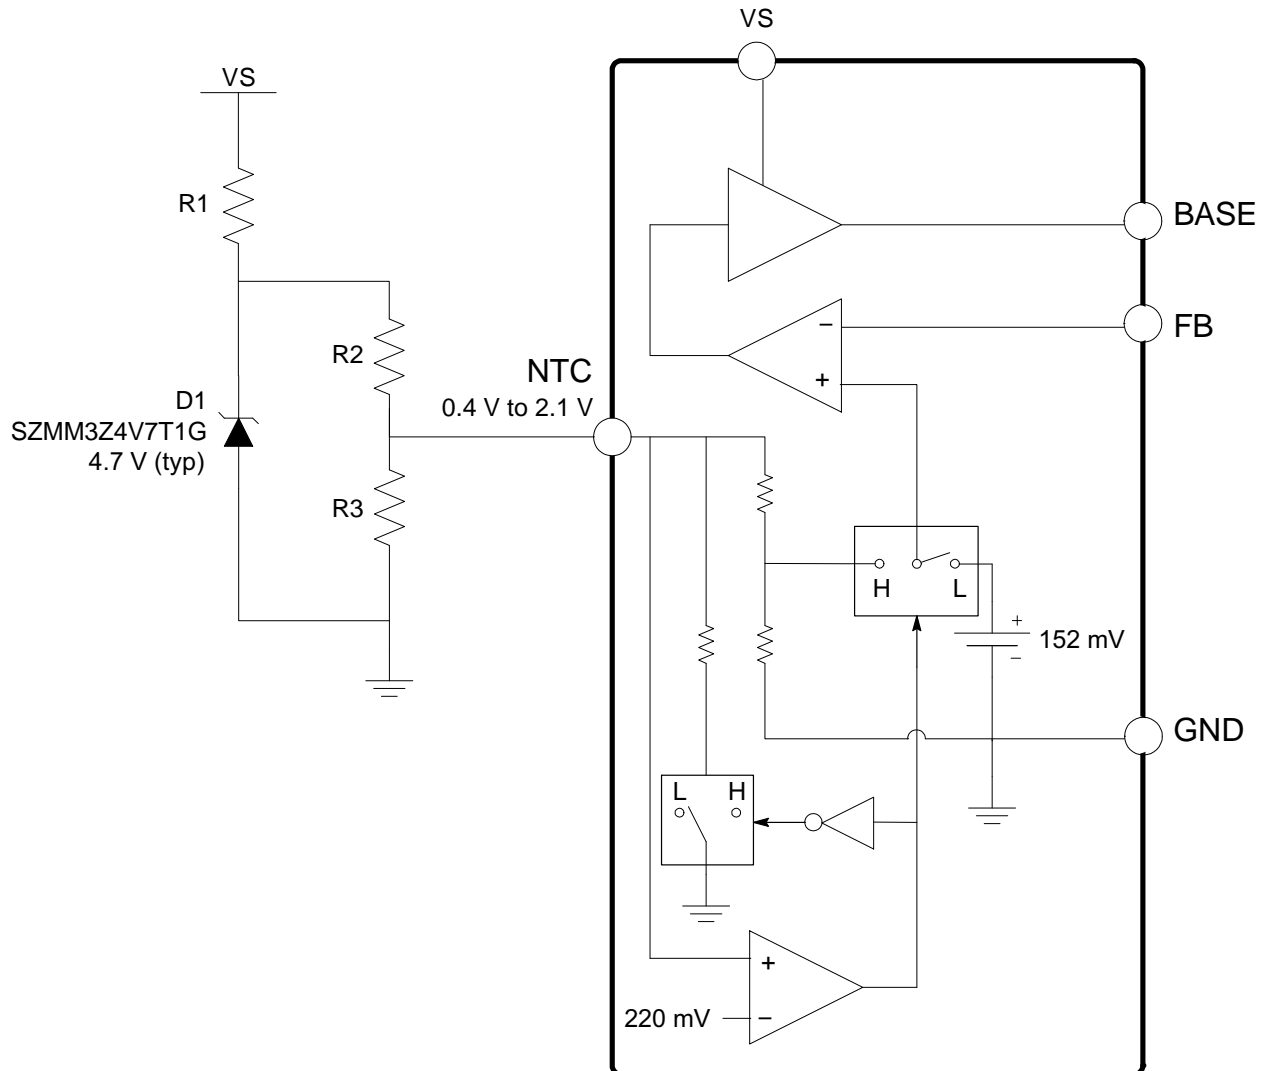 VS
VS
R1
BASE
FB
R2
NTC
0.4 V to 2.1 V
D1
SZMM3Z4V7T1G
4.7 V (typ)
R3
−
+
H
L
+
−
152 mV
GND
L
H
+
−
220 mV